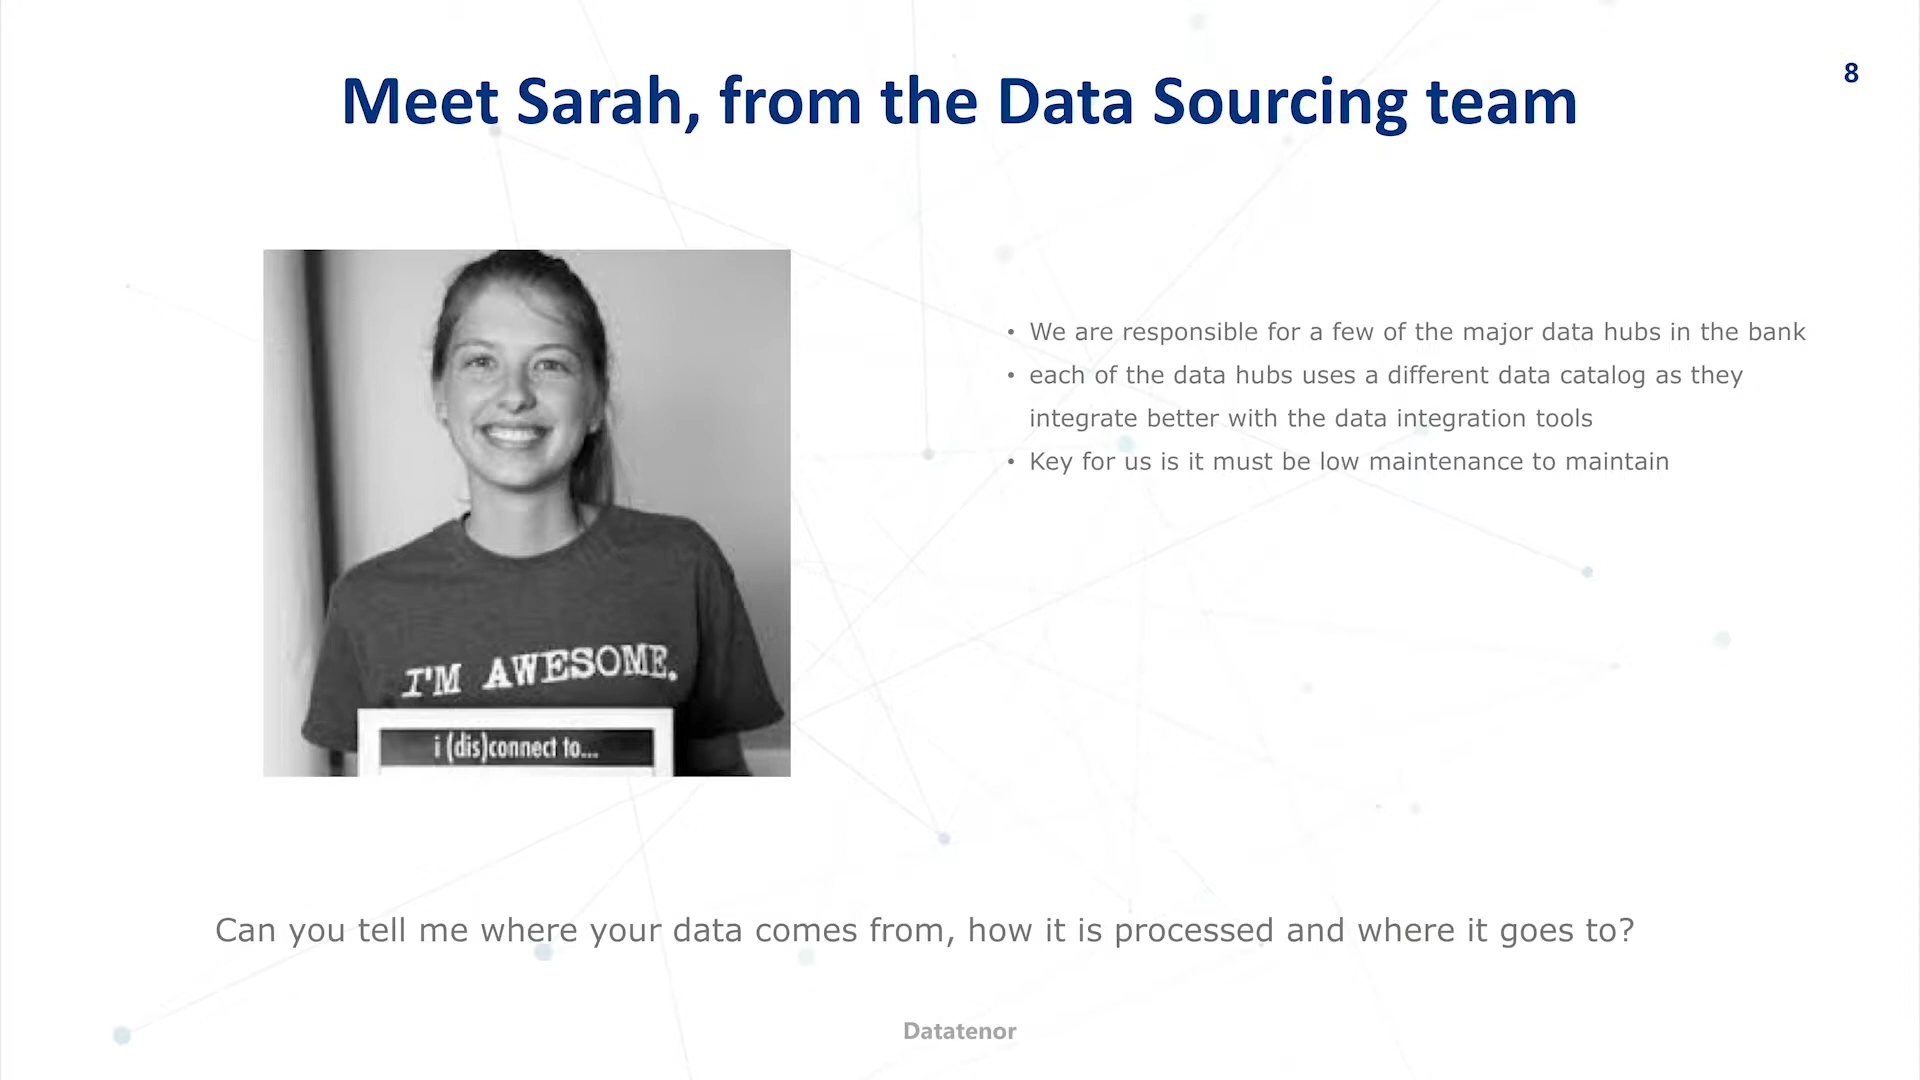 Meet Sarah, from the Data Sourcing team
8
I'M AWESOME.
i (dis)connect to...
• We are responsible for a few of the major data hubs in the bank
• each of the data hubs uses a different data catalog as they
integrate better with the data integration tools
• Key for us is it must be low maintenance to maintain
Can you tell me where your data comes from, how it is processed and where it goes to?
Datatenor